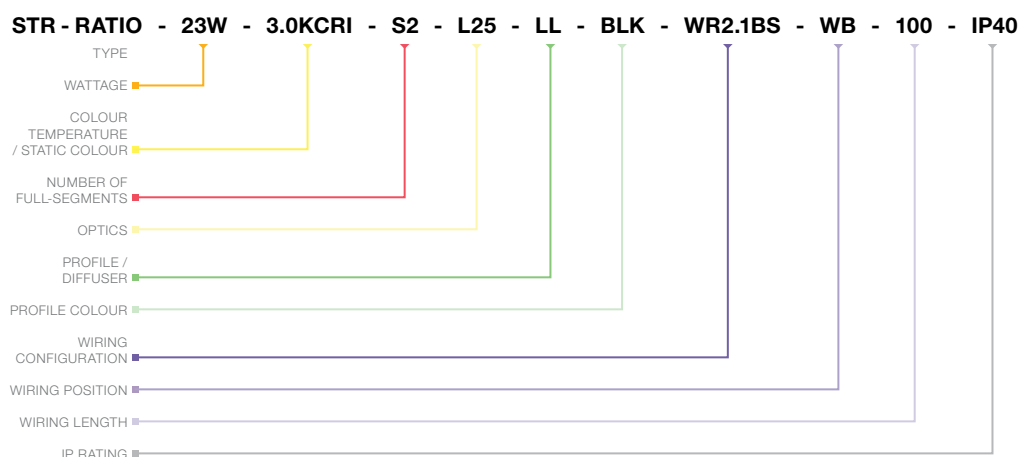 STR - RATIO - 23W - 3.0KCRI - S2 - L25 - LL - BLK - WR2.1BS - WB - 100 - IP40
TYPE
WATTAGE
COLOUR
TEMPERATURE
/ STATIC COLOUR
NUMBER OF
FULL-SEGMENTS
OPTICS
PROFILE /
DIFFUSER
PROFILE COLOUR
WIRING
CONFIGURATION
WIRING POSITION
WIRING LENGTH
IP RATING